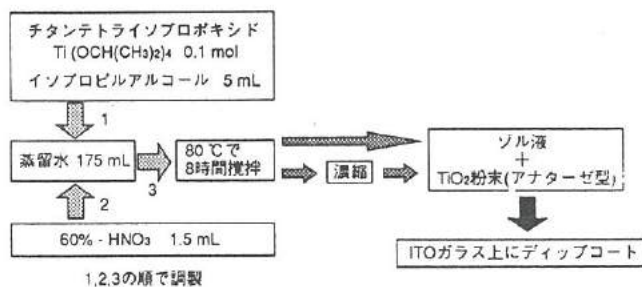 チタンテトライソプロポキシド
Ti (OCH(CH₃)₂)₄ 0.1 mol
イソプロピルアルコール 5 mL
1
蒸留水 175 mL
3
80 ℃で
8時間攪拌
濃縮
ゾル液
+
TiO₂粉末(アナターゼ型)
2
60% - HNO₃ 1.5 mL
ITOガラス上にディップコート
1,2,3の順で調製